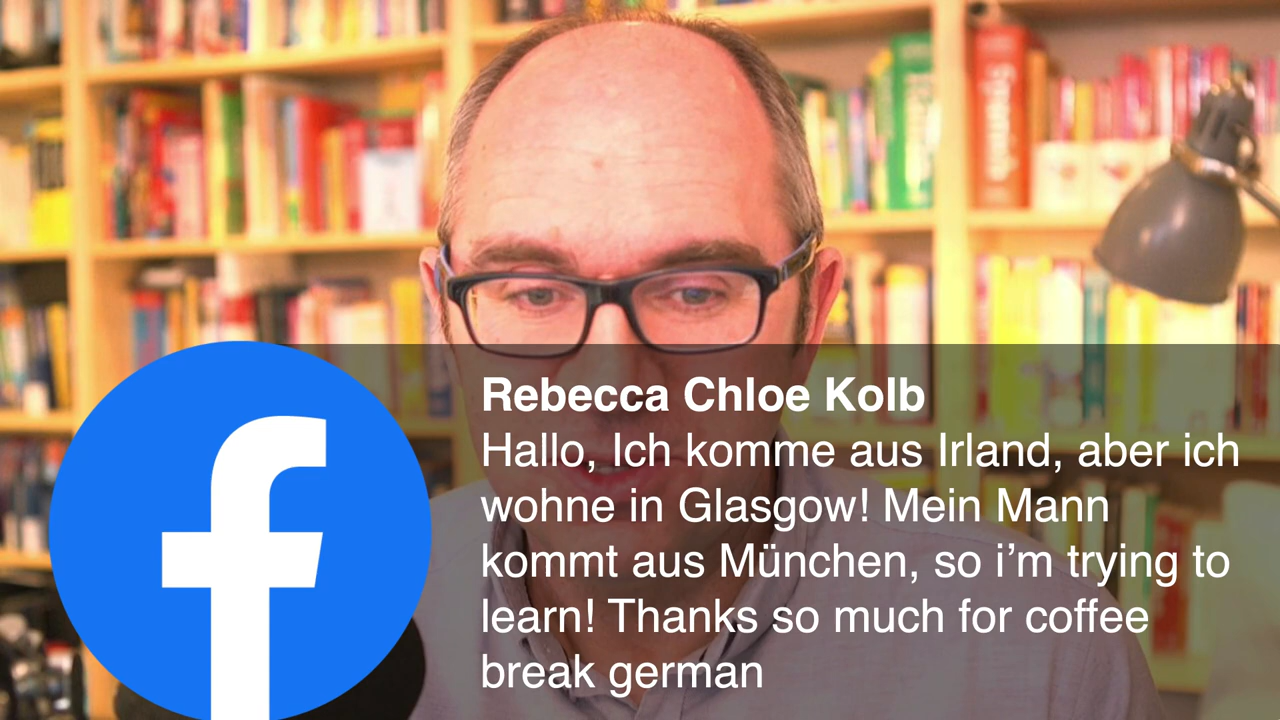 Rebecca Chloe Kolb
Hallo, Ich komme aus Irland, aber ich
wohne in Glasgow! Mein Mann
kommt aus München, so i’m trying to
learn! Thanks so much for coffee
break german